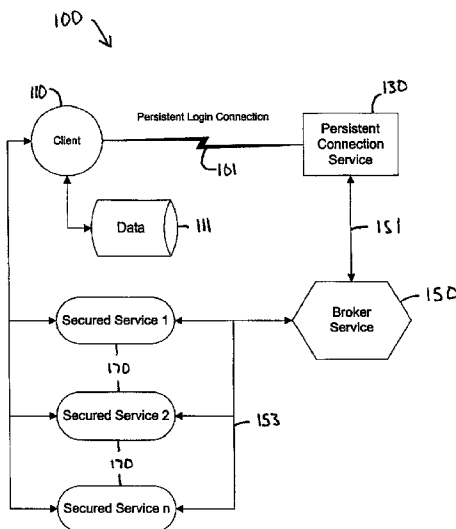 100
110
Client
Persistent Login Connection
101
130
Persistent
Connection
Service
Data
111
151
Broker
Service
150
Secured Service 1
170
Secured Service 2
170
153
Secured Service n